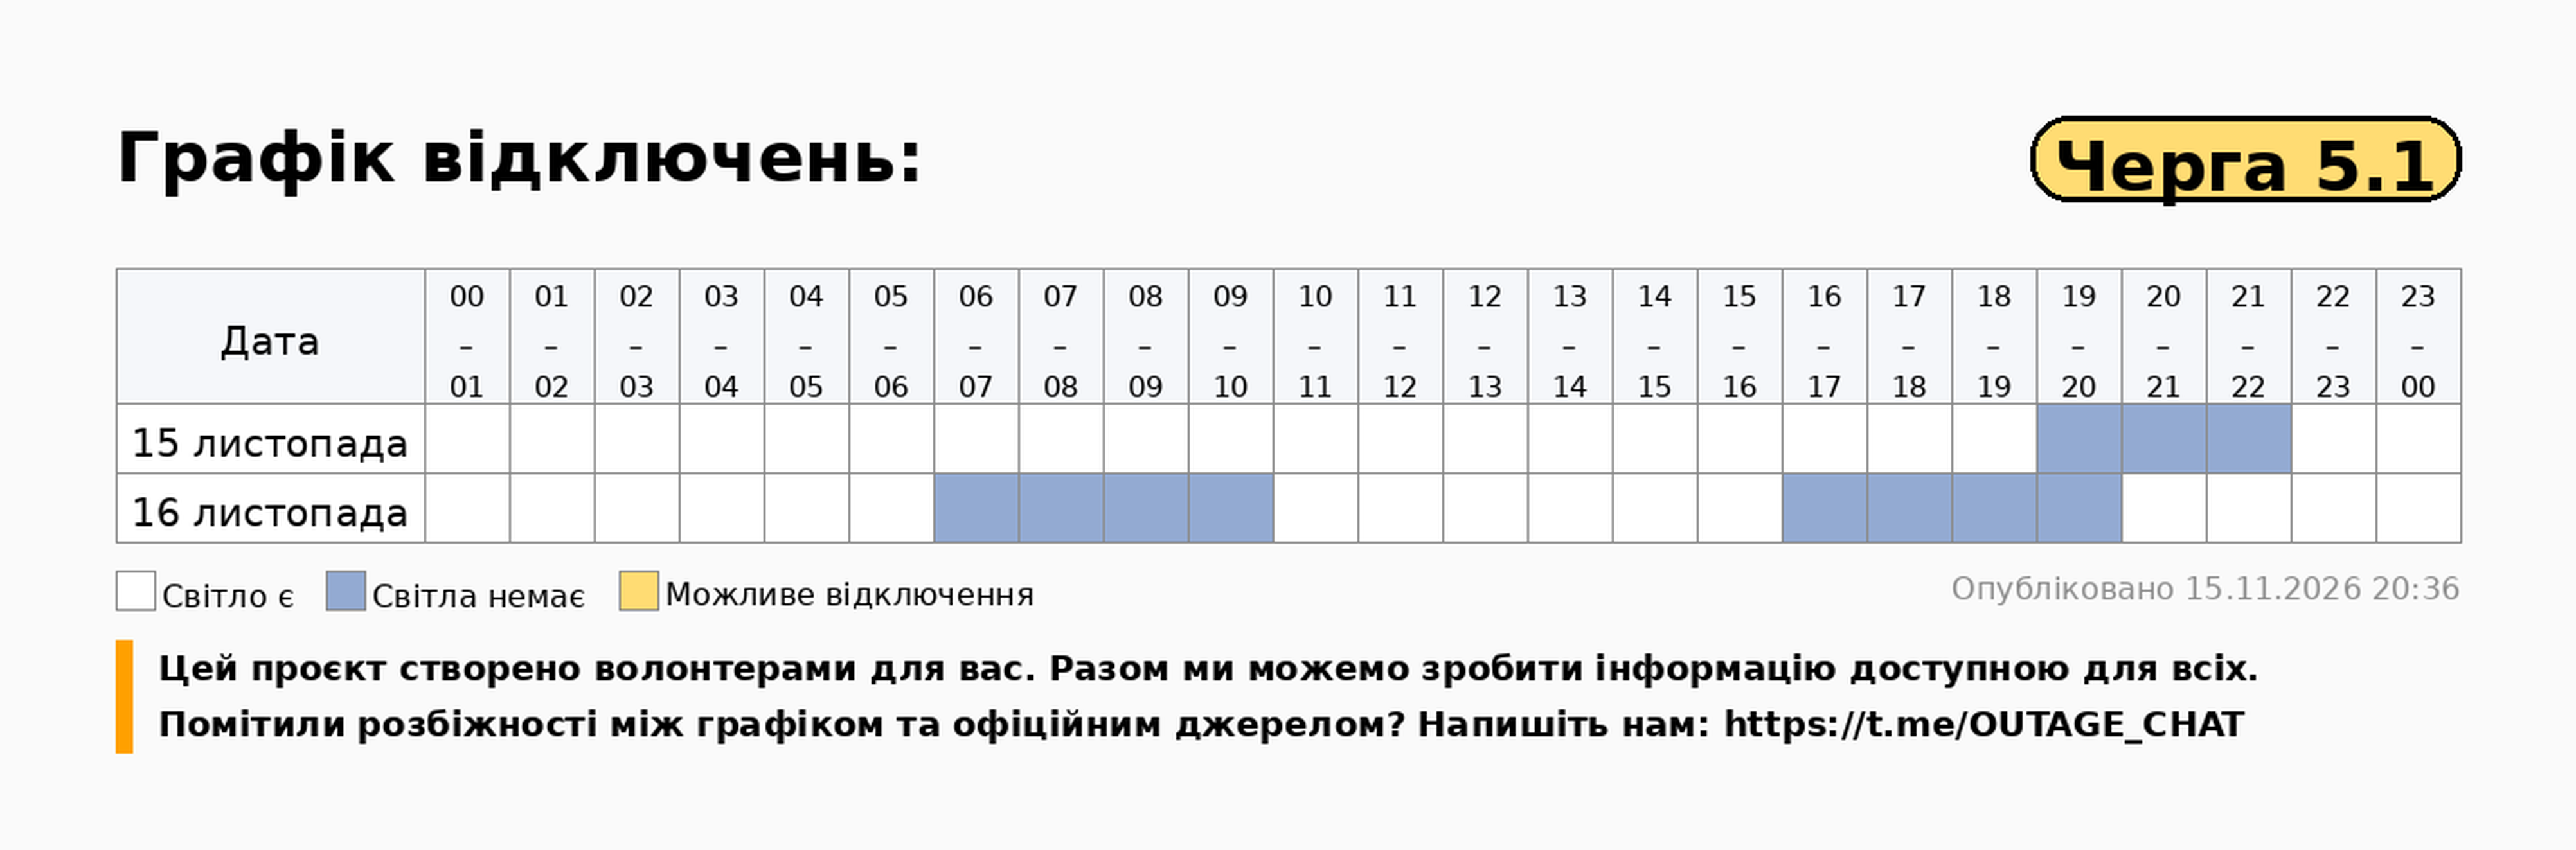 Графік відключень:
Черга 5.1
Дата
00 – 01
01 – 02
02 – 03
03 – 04
04 – 05
05 – 06
06 – 07
07 – 08
08 – 09
09 – 10
10 – 11
11 – 12
12 – 13
13 – 14
14 – 15
15 – 16
16 – 17
17 – 18
18 – 19
19 – 20
20 – 21
21 – 22
22 – 23
23 – 00
15 листопада
16 листопада
Світло є
Світла немає
Можливе відключення
Опубліковано 15.11.2026 20:36
Цей проєкт створено волонтерами для вас. Разом ми можемо зробити інформацію доступною для всіх.
Помітили розбіжності між графіком та офіційним джерелом? Напишіть нам: https://t.me/OUTAGE_CHAT